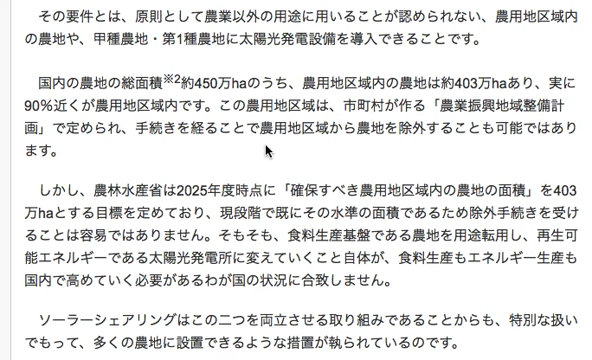 その要件とは、原則として農業以外の用途に用いることが認められない、農用地区域内
の農地や、甲種農地・第1種農地に太陽光発電設備を導入できることです。
国内の農地の総面積※2約450万haのうち、農用地区域内の農地は約403万haあり、実に
90%近くが農用地区域内です。この農用地区域は、市町村が作る「農業振興地域整備計
画」で定められ、手続きを経ることで農用地区域から農地を除外することも可能ではあり
ます。
しかし、農林水産省は2025年度時点に「確保すべき農用地区域内の農地の面積」を403
万haとする目標を定めており、現段階で既にその水準の面積であるため除外手続きを受け
ることは容易ではありません。そもそも、食料生産基盤である農地を用途転用し、再生可
能エネルギーである太陽光発電所に変えていくこと自体が、食料生産もエネルギー生産も
国内で高めていく必要があるわが国の状況に合致しません。
ソーラーシェアリングはこの二つを両立させる取り組みであることからも、特別な扱い
でもって、多くの農地に設置できるような措置が執られているのです。